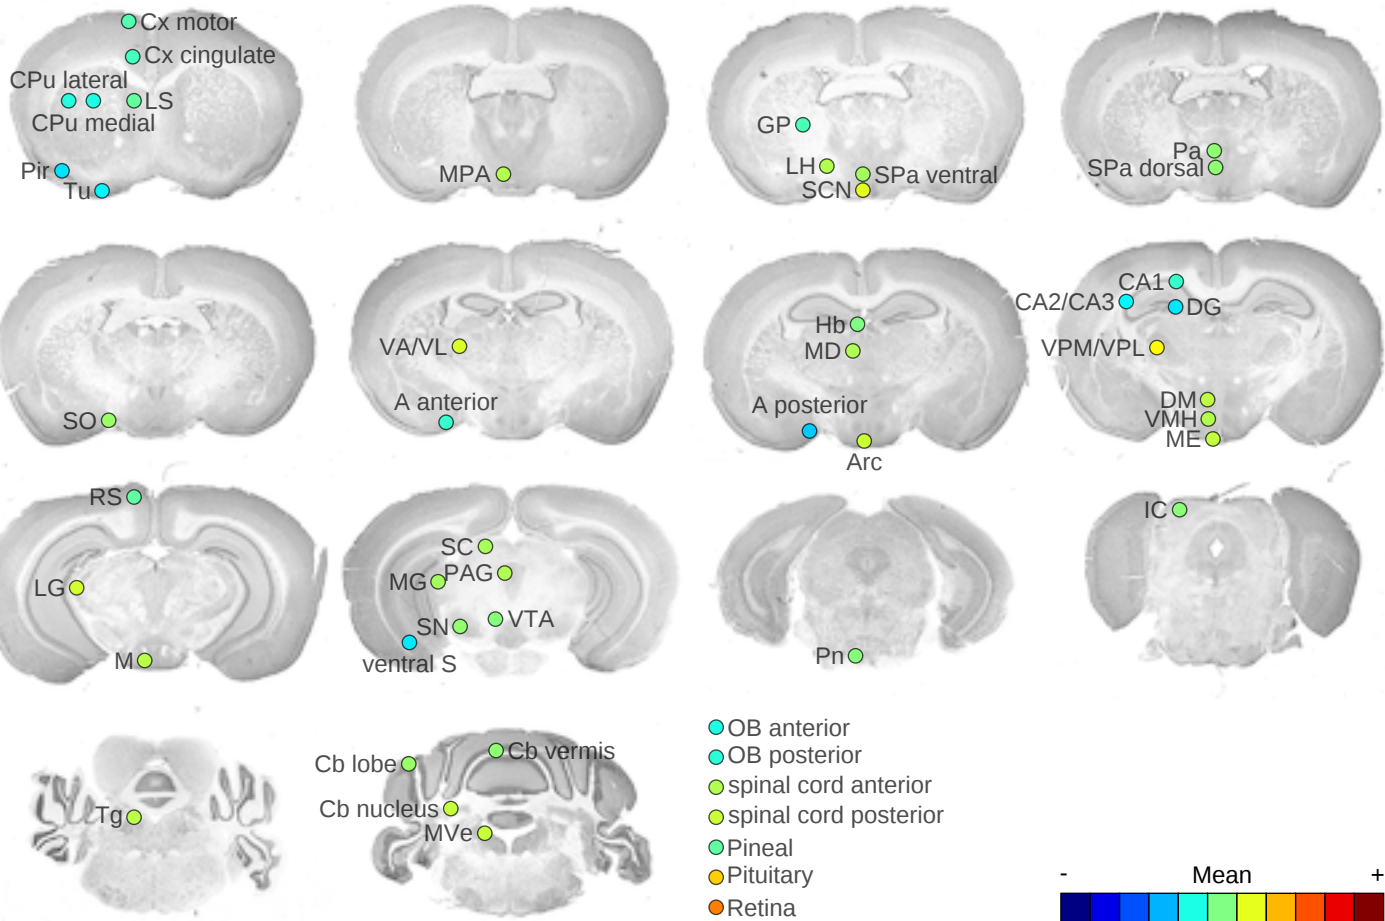 Cx motor
Cx cingulate
CPu lateral
LS
CPu medial
Pir
Tu
MPA
GP
LH
SPa ventral
SCN
Pa
SPa dorsal
SO
VA/VL
A anterior
Hb
MD
A posterior
Arc
CA1
CA2/CA3
DG
VPM/VPL
DM
VMH
ME
RS
LG
M
SC
MG
PAG
SN
VTA
ventral S
Pn
IC
Tg
Cb lobe
Cb vermis
Cb nucleus
MVe
OB anterior
OB posterior
spinal cord anterior
spinal cord posterior
Pineal
Pituitary
Retina
- Mean +